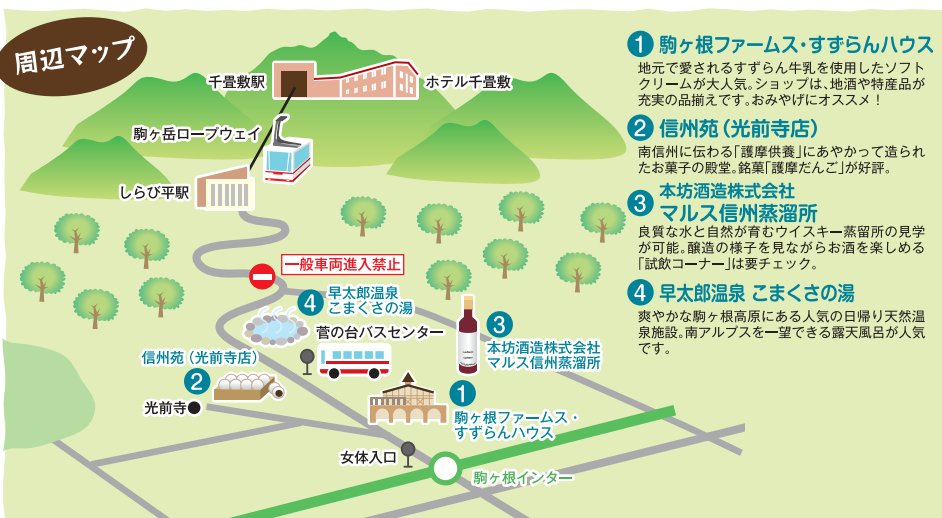 周辺マップ
千畳敷駅
ホテル千畳敷
駒ヶ岳ロープウェイ
しらび平駅
一般車両進入禁止
4 早太郎温泉
こまくさの湯
菅の台バスセンター
3
本坊酒造株式会社
マルス信州蒸溜所
信州苑（光前寺店）
2
光前寺
1
駒ヶ根ファームス・
すずらんハウス
女体入口
駒ヶ根インター
1 駒ヶ根ファームス・すずらんハウス
地元で愛されるすずらん牛乳を使用したソフト
クリームが大人気。ショップは、地酒や特産品が
充実の品揃えです。おみやげにオススメ！
2 信州苑（光前寺店）
南信州に伝わる「護摩供養」にあやかって造られ
たお菓子の殿堂。銘菓「護摩だんご」が好評。
3 本坊酒造株式会社
マルス信州蒸溜所
良質な水と自然が育むウイスキー蒸留所の見学
が可能。醸造の様子を見ながらお酒を楽しめる
「試飲コーナー」は要チェック。
4 早太郎温泉 こまくさの湯
爽やかな駒ヶ根高原にある人気の日帰り天然温
泉施設。南アルプスを一望できる露天風呂が人気
です。